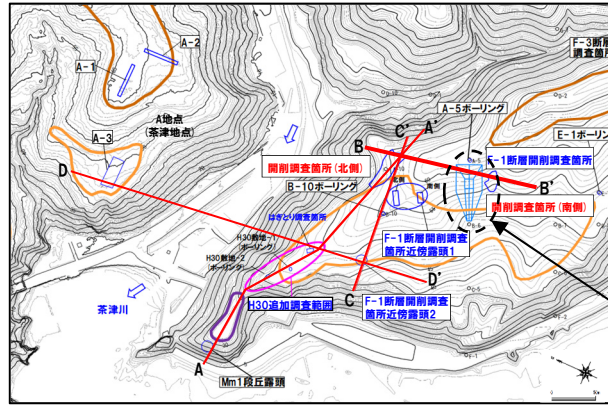 A-2
A-1
A地点
(茶津地点)
A-3
D
F-3断層
調査箇所
A-5ボーリング
E-1ボーリング
C'
A'
B
開削調査箇所(北側)
B-10ボーリング
北側
南側
F-1断層開削調査箇所
B'
開削調査箇所(南側)
はぎとり調査箇所
H30敷地-1
(ボーリング)
H30敷地-2
(ボーリング)
F-1断層開削調査
箇所近傍露頭1
D'
C
H30追加調査範囲
F-1断層開削調査
箇所近傍露頭2
茶津川
A
Mm1段丘露頭